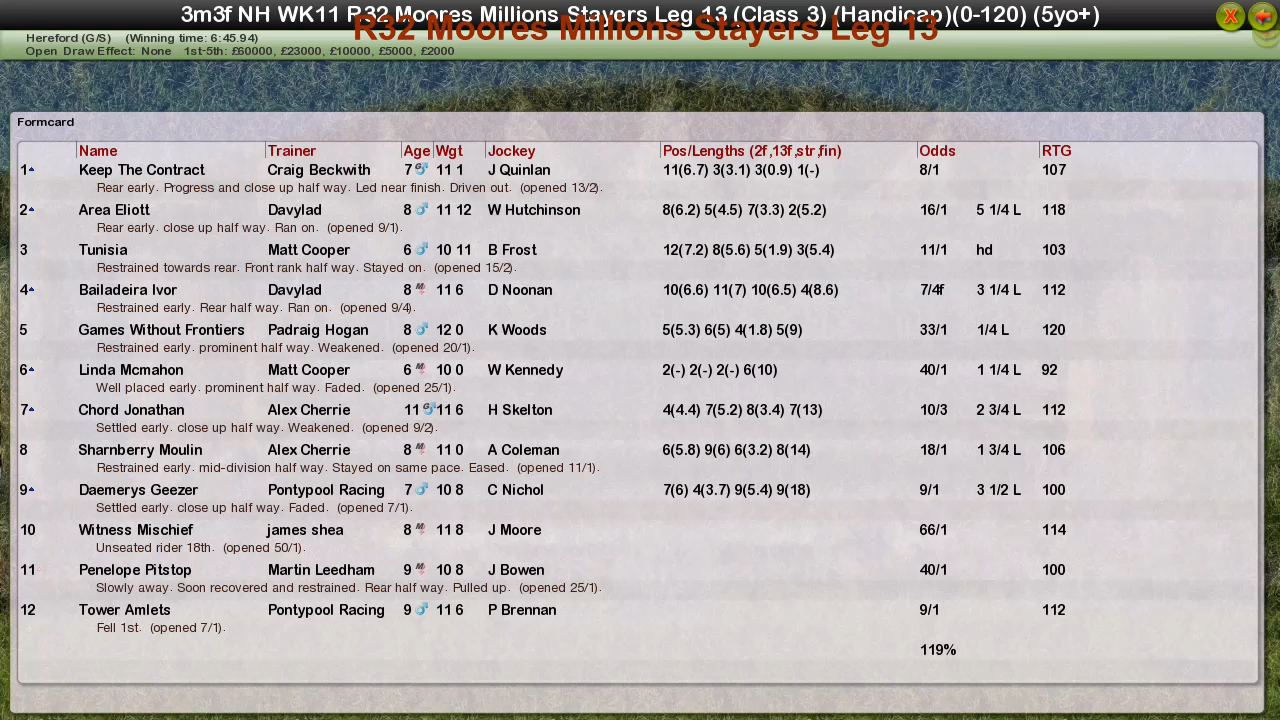 3m3f NH WK11 R32 Moores Millions Stayers Leg 13 (Class 3) (Handicap)(0-120) (5yo+)
R32 Moores Millions Stayers Leg 13
Hereford (G/S) (Winning time: 6:45.94)
Open Draw Effect: None 1st-5th: £60000, £23000, £10000, £5000, £2000
Formcard
Name Trainer Age Wgt Jockey Pos/Lengths (2f,13f,str,fin) Odds RTG
1 Keep The Contract Craig Beckwith 7 G 11 1 J Quinlan 11(6.7) 3(3.1) 3(0.9) 1(-) 8/1 107
Rear early. Progress and close up half way. Led near finish. Driven out. (opened 13/2).
2 Area Eliott Davylad 8 11 12 W Hutchinson 8(6.2) 5(4.5) 7(3.3) 2(5.2) 16/1 5 1/4 L 118
Rear early. close up half way. Ran on. (opened 9/1).
3 Tunisia Matt Cooper 6 10 11 B Frost 12(7.2) 8(5.6) 5(1.9) 3(5.4) 11/1 hd 103
Restrained towards rear. Front rank half way. Stayed on. (opened 15/2).
4 Bailadeira Ivor Davylad 8 M 11 6 D Noonan 10(6.6) 11(7) 10(6.5) 4(8.6) 7/4f 3 1/4 L 112
Restrained early. Rear half way. Ran on. (opened 9/4).
5 Games Without Frontiers Padraig Hogan 8 12 0 K Woods 5(5.3) 6(5) 4(1.8) 5(9) 33/1 1/4 L 120
Restrained early. prominent half way. Weakened. (opened 20/1).
6 Linda Mcmahon Matt Cooper 6 M 10 0 W Kennedy 2(-) 2(-) 2(-) 6(10) 40/1 1 1/4 L 92
Well placed early. prominent half way. Faded. (opened 25/1).
7 Chord Jonathan Alex Cherrie 11 G 11 6 H Skelton 4(4.4) 7(5.2) 8(3.4) 7(13) 10/3 2 3/4 L 112
Settled early. close up half way. Weakened. (opened 9/2).
8 Sharnberry Moulin Alex Cherrie 8 M 11 0 A Coleman 6(5.8) 9(6) 6(3.2) 8(14) 18/1 1 3/4 L 106
Restrained early. mid-division half way. Stayed on same pace. Eased. (opened 11/1).
9 Daemerys Geezer Pontypool Racing 7 10 8 C Nichol 7(6) 4(3.7) 9(5.4) 9(18) 9/1 3 1/2 L 100
Settled early. close up half way. Faded. (opened 7/1).
10 Witness Mischief james shea 8 M 11 8 J Moore 66/1 114
Unseated rider 18th. (opened 50/1).
11 Penelope Pitstop Martin Leedham 9 M 10 8 J Bowen 40/1 100
Slowly away. Soon recovered and restrained. Rear half way. Pulled up. (opened 25/1).
12 Tower Amlets Pontypool Racing 9 11 6 P Brennan 9/1 112
Fell 1st. (opened 7/1).
119%